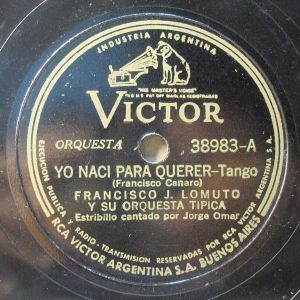 INDUSTRIA ARGENTINA
"HIS MASTER'S VOICE"
VICTOR
ORQUESTA
38983-A
YO NACI PARA QUERER-Tango
(Francisco Canaro)
FRANCISCO J. LOMUTO
Y SU ORQUESTA TIPICA
Estribillo cantado por Jorge Omar
EJECUCION PUBLICA Y
RADIO-TRANSMISION RESERVADAS POR RCA VICTOR ARGENTINA S.A.
RCA VICTOR ARGENTINA S.A. BUENOS AIRES